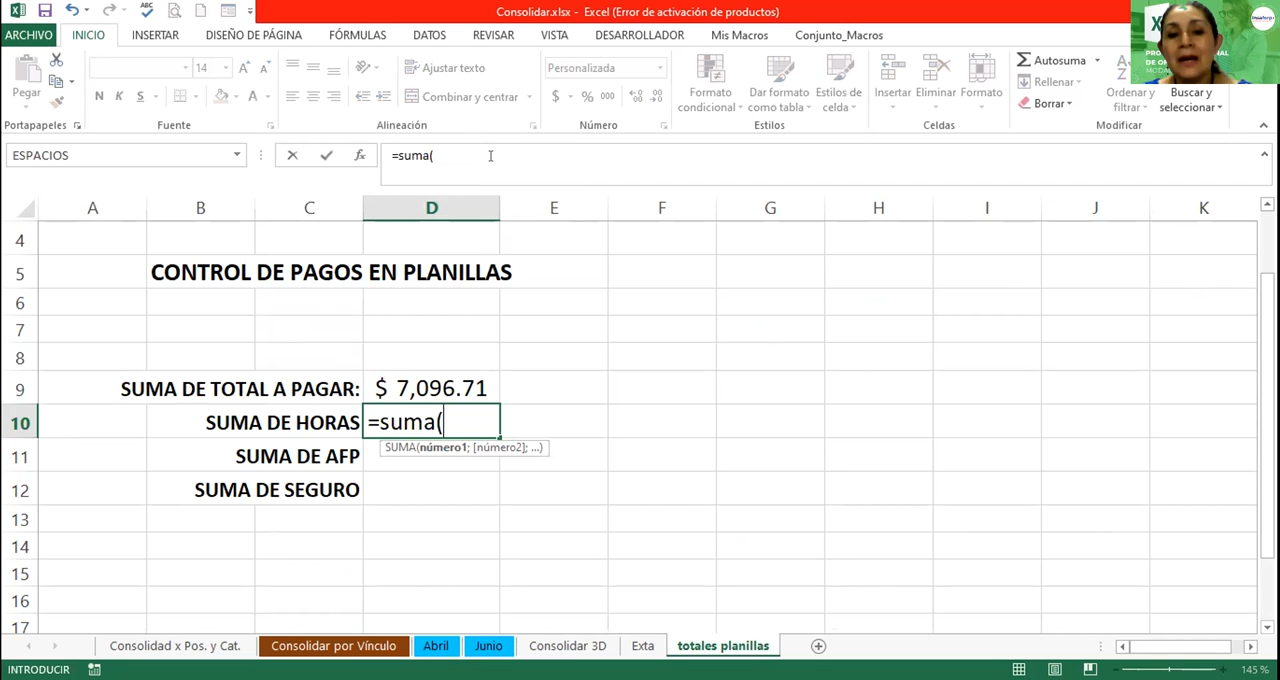 Consolidar.xlsx - Excel (Error de activación de productos)
ARCHIVO INICIO INSERTAR DISEÑO DE PÁGINA FÓRMULAS DATOS REVISAR VISTA DESARROLLADOR Mis Macros Conjunto_Macros
Pegar
14
Ajustar texto
Combinar y centrar
Personalizada
$ % 000
Formato condicional
Dar formato como tabla
Estilos de celda
Insertar Eliminar Formato
Autosuma
Rellenar
Borrar
Ordenar y filtrar
Buscar y seleccionar
Portapapeles Fuente Alineación Número Estilos Celdas Modificar
ESPACIOS
=suma(
A B C D E F G H I J K
4
5 CONTROL DE PAGOS EN PLANILLAS
6
7
8
9 SUMA DE TOTAL A PAGAR: $ 7,096.71
10 SUMA DE HORAS =suma(
SUMA(número1; [número2]; ...)
11 SUMA DE AFP
12 SUMA DE SEGURO
13
14
15
16
17
Consolidad x Pos. y Cat. Consolidar por Vínculo Abril Junio Consolidar 3D Exta totales planillas
INTRODUCIR 145 %